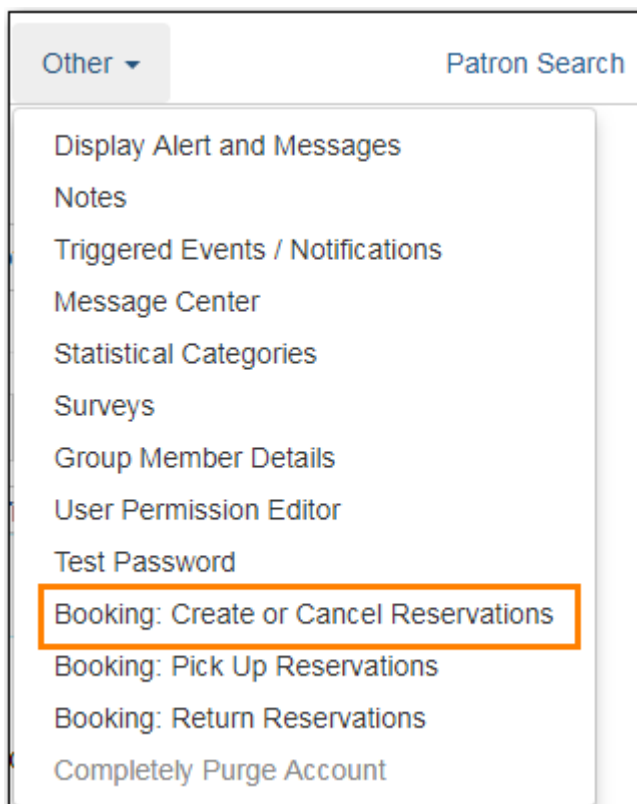 Other
Patron Search
Display Alert and Messages
Notes
Triggered Events / Notifications
Message Center
Statistical Categories
Surveys
Group Member Details
User Permission Editor
Test Password
Booking: Create or Cancel Reservations
Booking: Pick Up Reservations
Booking: Return Reservations
Completely Purge Account